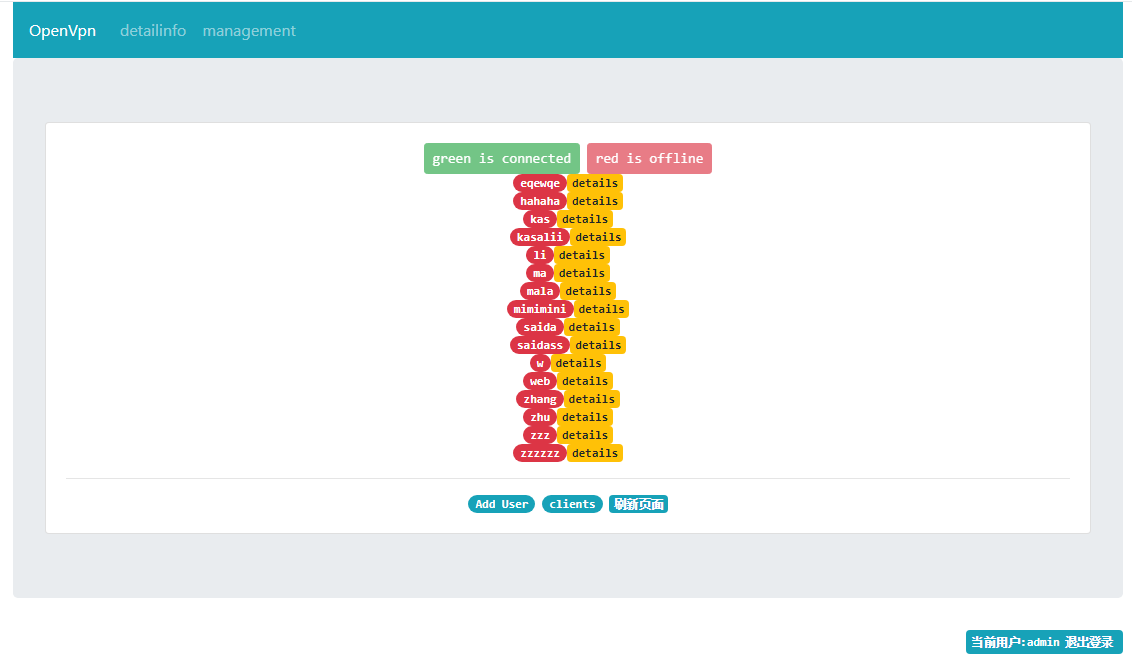 OpenVpn detailinfo management
green is connected red is offline
eqewqe details
hahaha details
kas details
kasalii details
li details
ma details
mala details
mimimini details
saida details
saidass details
w details
web details
zhang details
zhu details
zzz details
zzzzzz details
Add User clients 刷新页面
当前用户:admin 退出登录